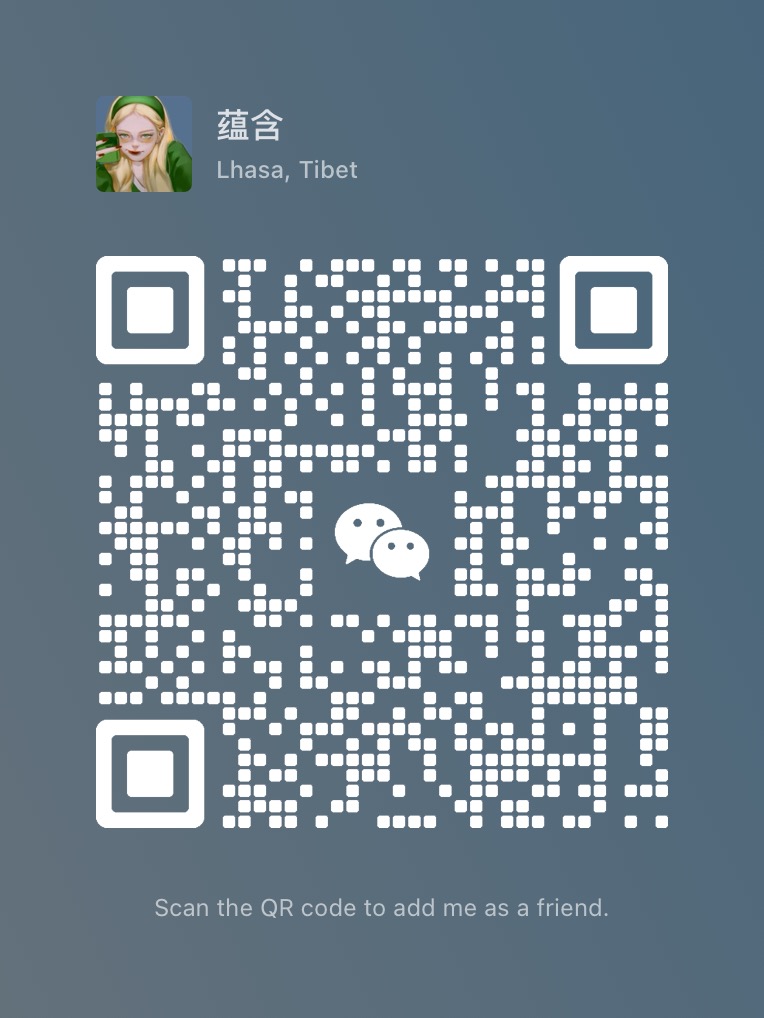 蕴含
Lhasa, Tibet
Scan the QR code to add me as a friend.